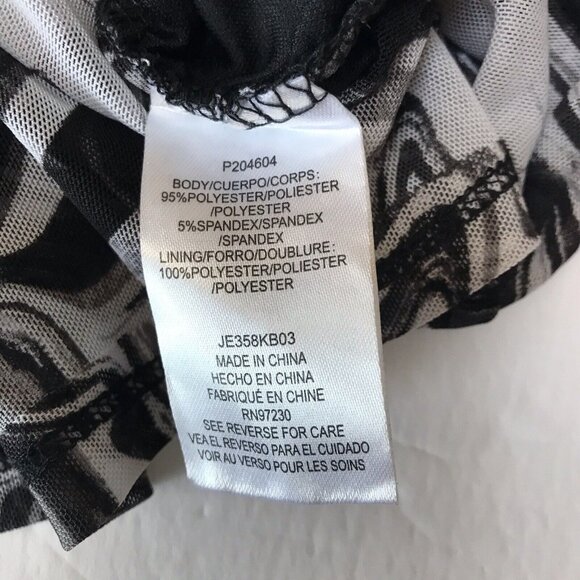 P204604
BODY/CUERPO/CORPS:
95%POLYESTER/POLIESTER
/POLYESTER
5%SPANDEX/SPANDEX
/SPANDEX
LINING/FORRO/DOUBLURE:
100%POLYESTER/POLIESTER
/POLYESTER
JE358KB03
MADE IN CHINA
HECHO EN CHINA
FABRIQUÉ EN CHINE
RN97230
SEE REVERSE FOR CARE
VEA EL REVERSO PARA EL CUIDADO
VOIR AU VERSO POUR LES SOINS